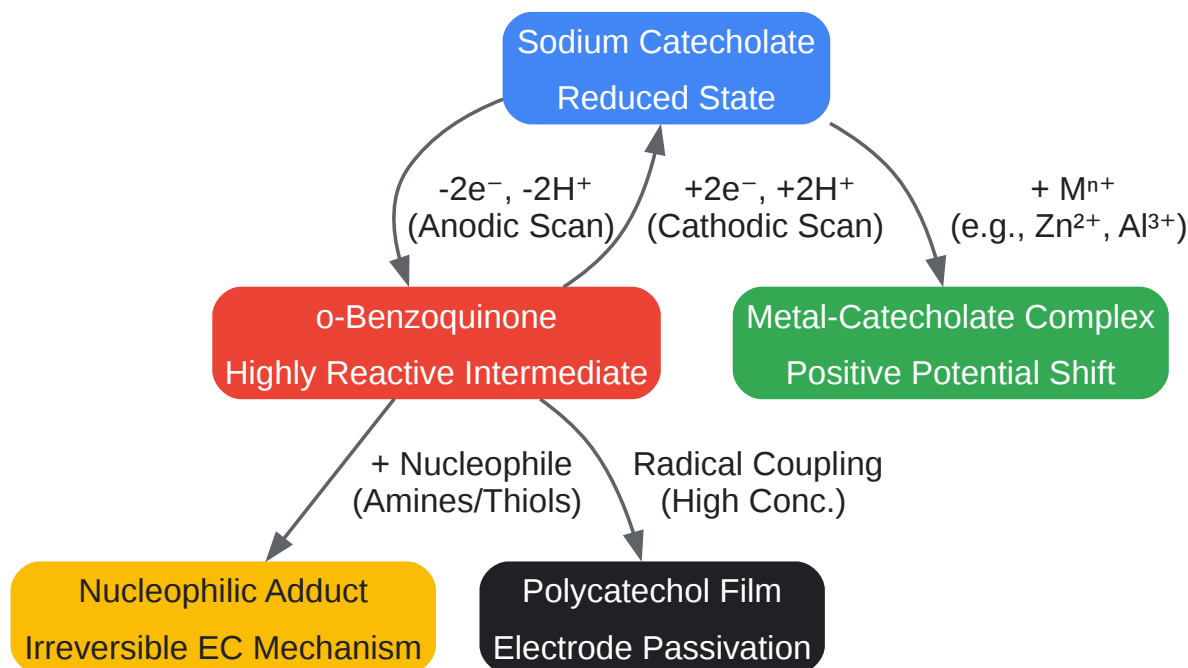 Sodium Catecholate
Reduced State
-2e⁻, -2H⁺
(Anodic Scan)
+2e⁻, +2H⁺
(Cathodic Scan)
+ Mⁿ⁺
(e.g., Zn²⁺, Al³⁺)
o-Benzoquinone
Highly Reactive Intermediate
Metal-Catecholate Complex
Positive Potential Shift
+ Nucleophile
(Amines/Thiols)
Radical Coupling
(High Conc.)
Nucleophilic Adduct
Irreversible EC Mechanism
Polycatechol Film
Electrode Passivation